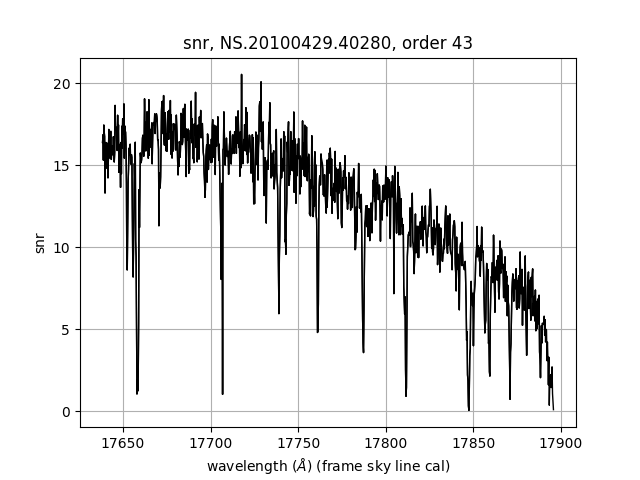 snr, NS.20100429.40280, order 43
20
15
10
5
0
snr
17650 17700 17750 17800 17850 17900
wavelength (Å) (frame sky line cal)